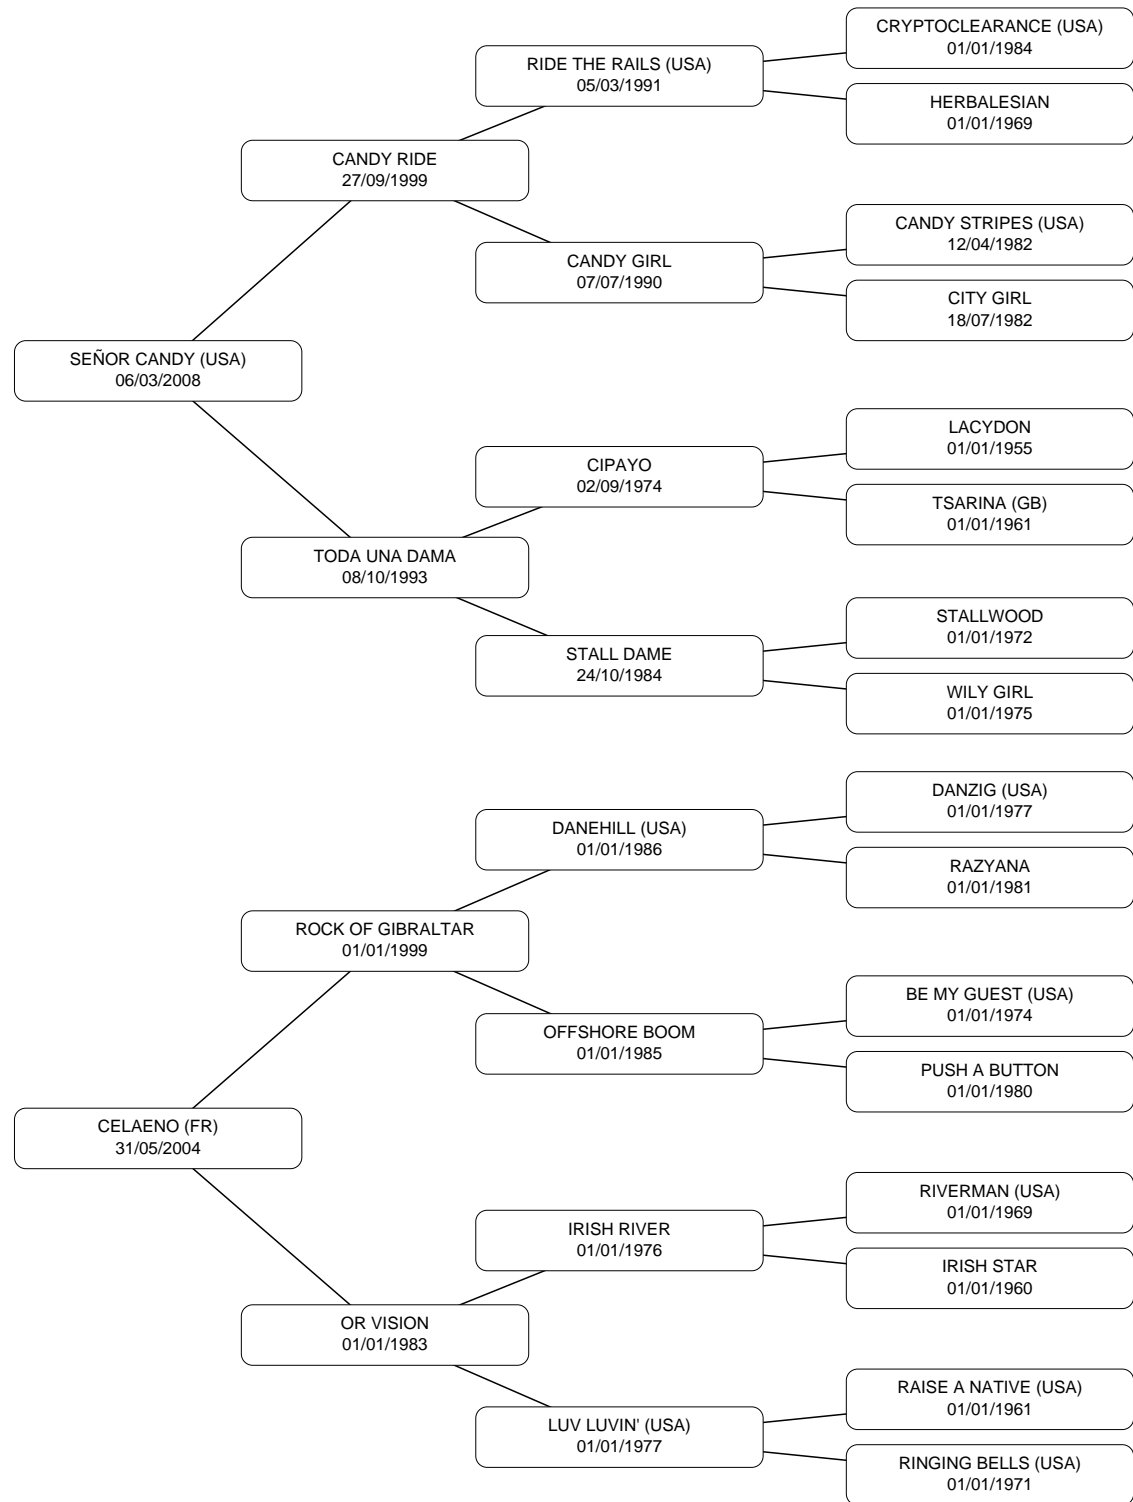 CRYPTOCLEARANCE (USA)
01/01/1984
RIDE THE RAILS (USA)
05/03/1991
HERBALESIAN
01/01/1969
CANDY RIDE
27/09/1999
CANDY STRIPES (USA)
12/04/1982
CANDY GIRL
07/07/1990
CITY GIRL
18/07/1982
SEÑOR CANDY (USA)
06/03/2008
LACYDON
01/01/1955
CIPAYO
02/09/1974
TSARINA (GB)
01/01/1961
TODA UNA DAMA
08/10/1993
STALLWOOD
01/01/1972
STALL DAME
24/10/1984
WILY GIRL
01/01/1975
DANZIG (USA)
01/01/1977
DANEHILL (USA)
01/01/1986
RAZYANA
01/01/1981
ROCK OF GIBRALTAR
01/01/1999
BE MY GUEST (USA)
01/01/1974
OFFSHORE BOOM
01/01/1985
PUSH A BUTTON
01/01/1980
CELAENO (FR)
31/05/2004
RIVERMAN (USA)
01/01/1969
IRISH RIVER
01/01/1976
IRISH STAR
01/01/1960
OR VISION
01/01/1983
RAISE A NATIVE (USA)
01/01/1961
LUV LUVIN' (USA)
01/01/1977
RINGING BELLS (USA)
01/01/1971